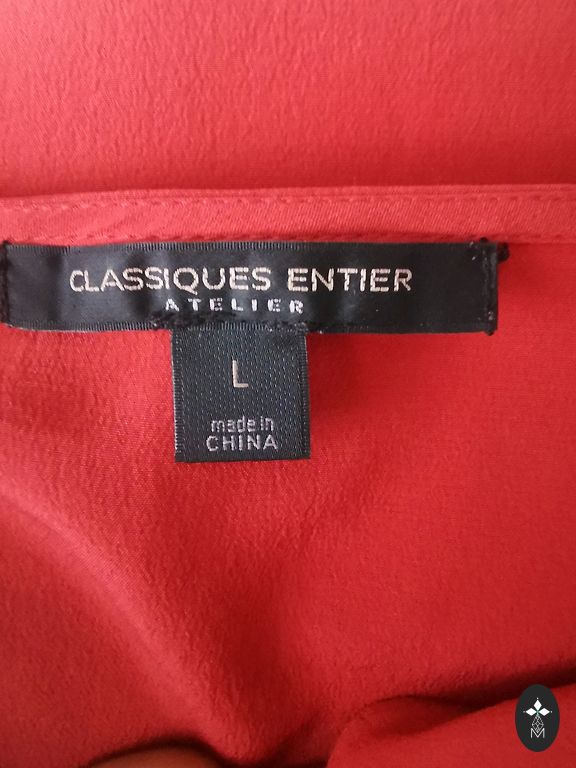 CLASSIQUES ENTIER
ATELIER
L
made in
CHINA
M